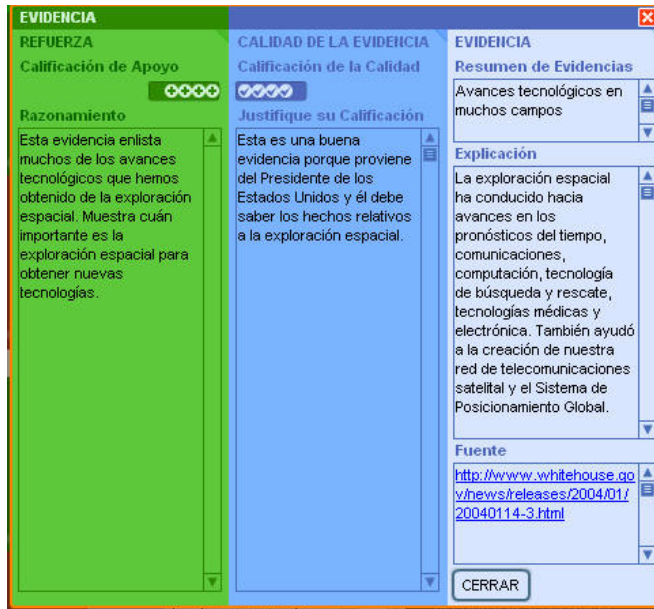 EVIDENCIA
REFUERZA
Calificación de Apoyo
Razonamiento
Esta evidencia enlista
muchos de los avances
tecnológicos que hemos
obtenido de la exploración
espacial. Muestra cuán
importante es la
exploración espacial para
obtener nuevas
tecnologías.
CALIDAD DE LA EVIDENCIA
Calificación de la Calidad
Justifique su Calificación
Esta es una buena
evidencia porque proviene
del Presidente de los
Estados Unidos y él debe
saber los hechos relativos
a la exploración espacial.
EVIDENCIA
Resumen de Evidencias
Avances tecnológicos en
muchos campos
Explicación
La exploración espacial
ha conducido hacia
avances en los
pronósticos del tiempo,
comunicaciones,
computación, tecnología
de búsqueda y rescate,
tecnologías médicas y
electrónica. También ayudó
a la creación de nuestra
red de telecomunicaciones
satelital y el Sistema de
Posicionamiento Global.
Fuente
http://www.whitehouse.go
v/news/releases/2004/01/
20040114-3.html
CERRAR